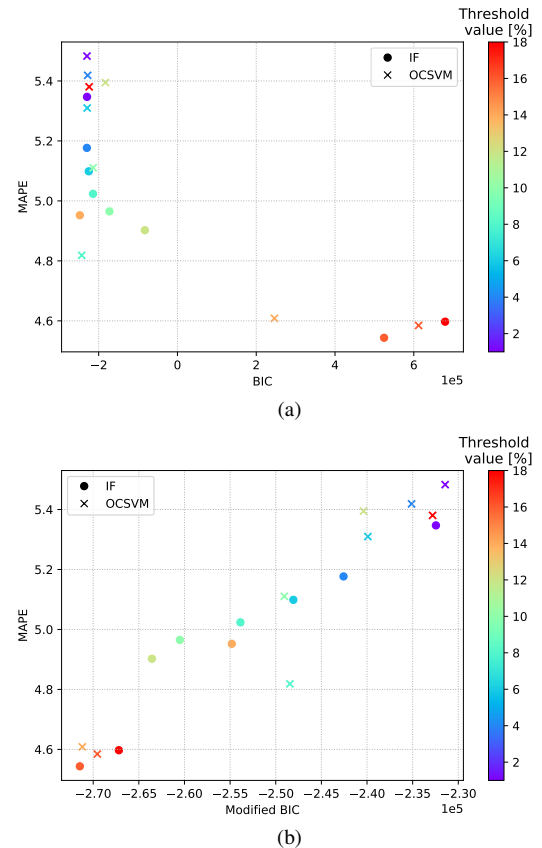 Threshold
value [%]
IF
OCSVM
5.4
5.2
5.0
4.8
4.6
MAPE
−2
0
2
4
6
1e5
BIC
18
16
14
12
10
8
6
4
2
(a)
Threshold
value [%]
IF
OCSVM
5.4
5.2
5.0
4.8
4.6
MAPE
−2.70
−2.65
−2.60
−2.55
−2.50
−2.45
−2.40
−2.35
−2.30
1e5
Modified BIC
18
16
14
12
10
8
6
4
2
(b)